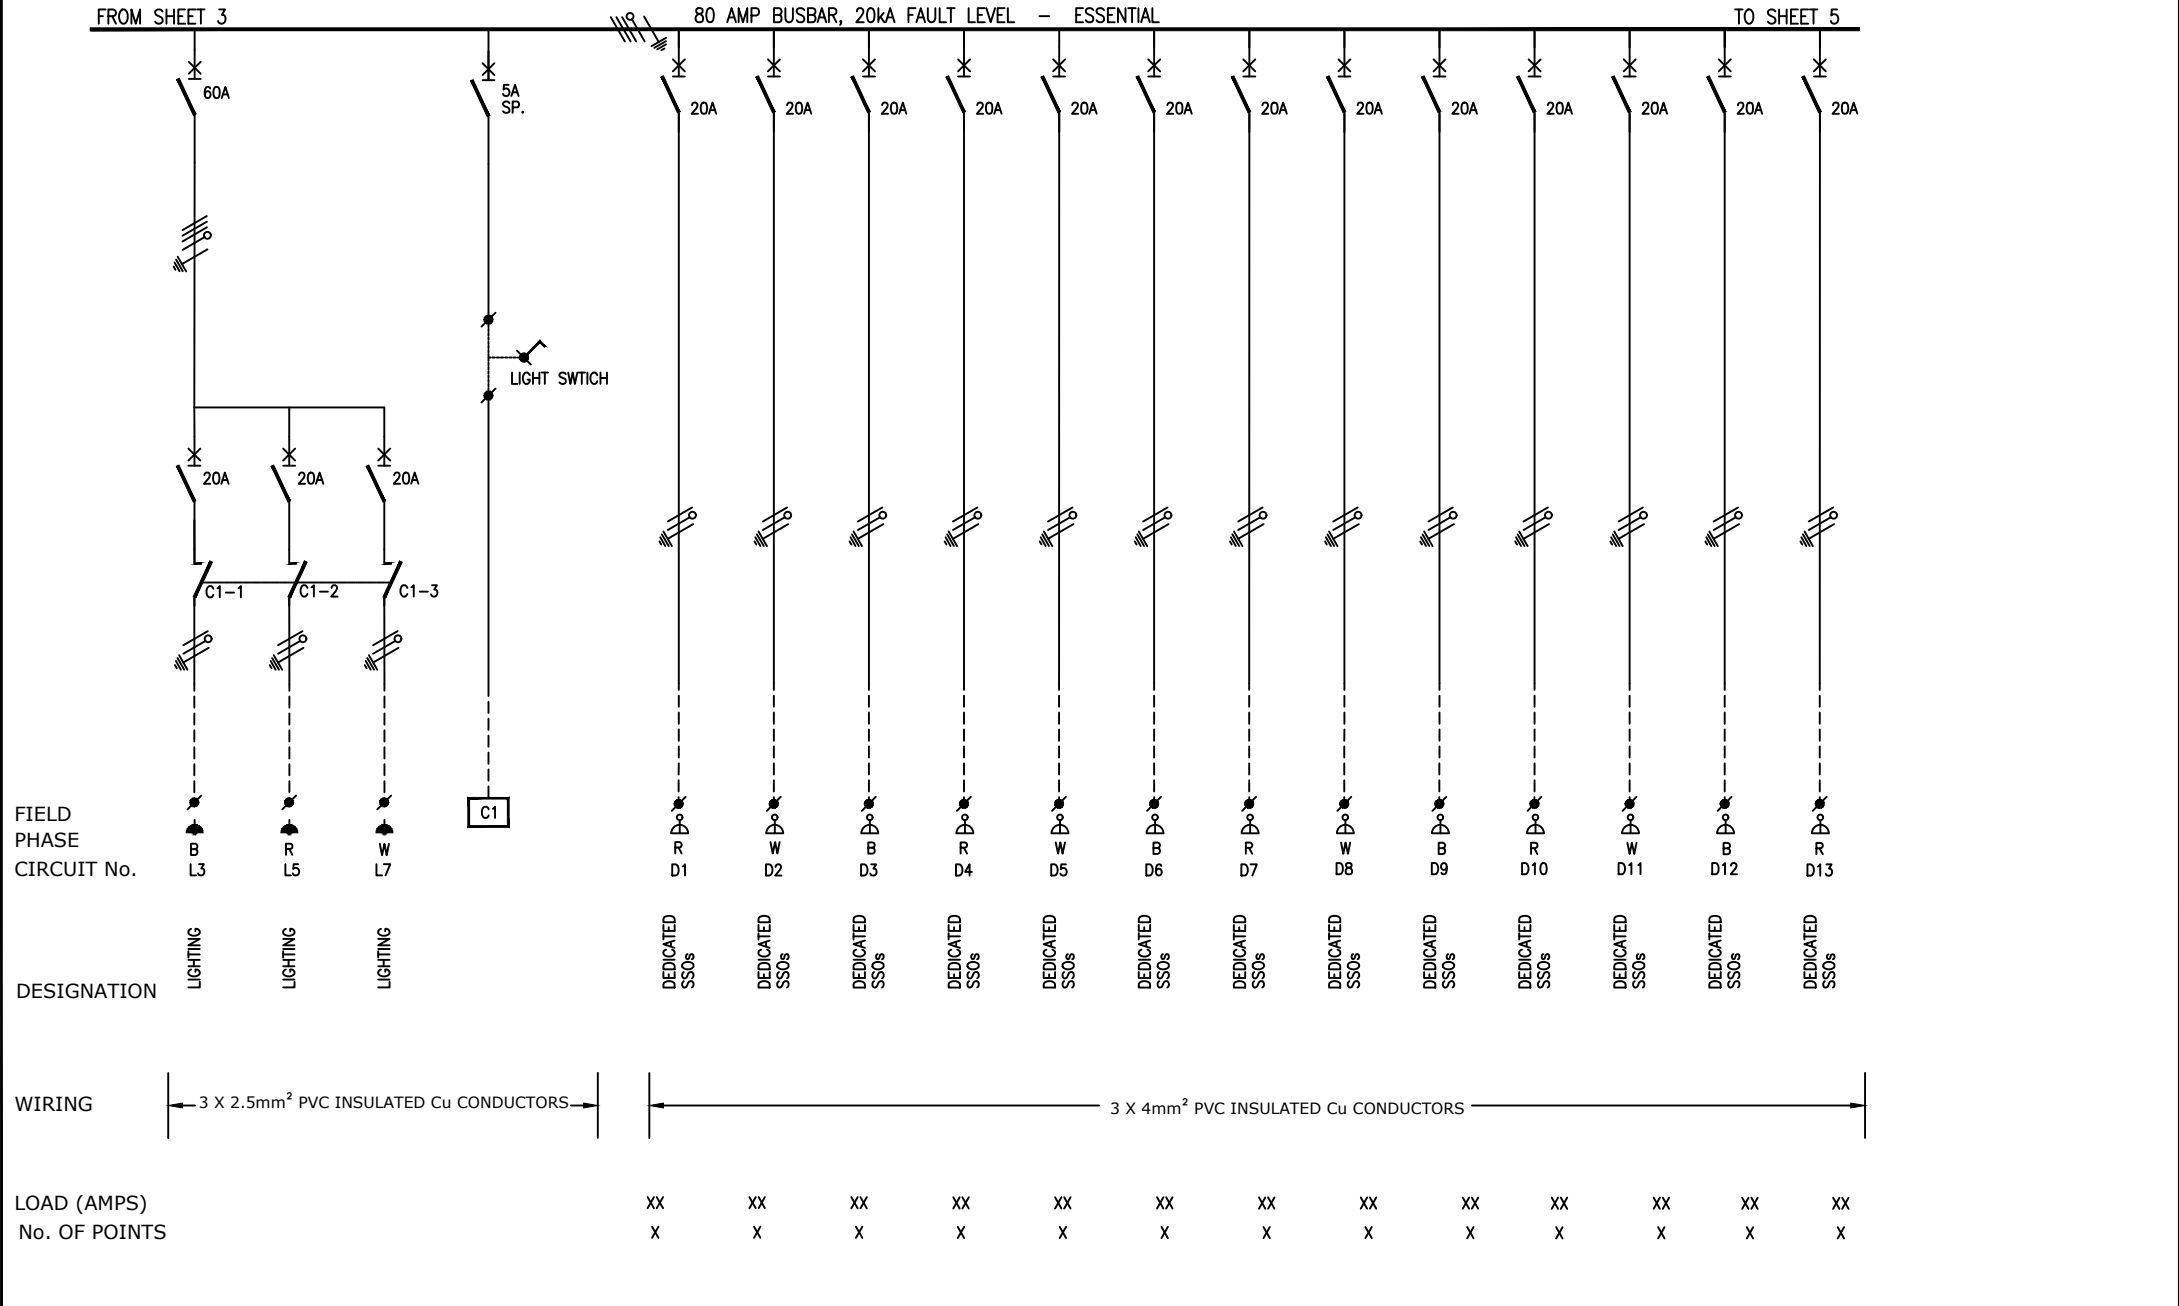 FROM SHEET 3 80 AMP BUSBAR, 20kA FAULT LEVEL – ESSENTIAL TO SHEET 5
60A
5A
SP.
20A 20A 20A 20A 20A 20A 20A 20A 20A 20A 20A 20A 20A
LIGHT SWTICH
20A 20A 20A
C1-1 C1-2 C1-3
C1
FIELD
PHASE B R W R W B R W B R W B R W B R
CIRCUIT No. L3 L5 L7 D1 D2 D3 D4 D5 D6 D7 D8 D9 D10 D11 D12 D13
DESIGNATION
LIGHTING
LIGHTING
LIGHTING
DEDICATED
SSOs
DEDICATED
SSOs
DEDICATED
SSOs
DEDICATED
SSOs
DEDICATED
SSOs
DEDICATED
SSOs
DEDICATED
SSOs
DEDICATED
SSOs
DEDICATED
SSOs
DEDICATED
SSOs
DEDICATED
SSOs
DEDICATED
SSOs
DEDICATED
SSOs
WIRING 3 X 2.5mm² PVC INSULATED Cu CONDUCTORS 3 X 4mm² PVC INSULATED Cu CONDUCTORS
LOAD (AMPS) XX XX XX XX XX XX XX XX XX XX XX XX XX
No. OF POINTS X X X X X X X X X X X X X